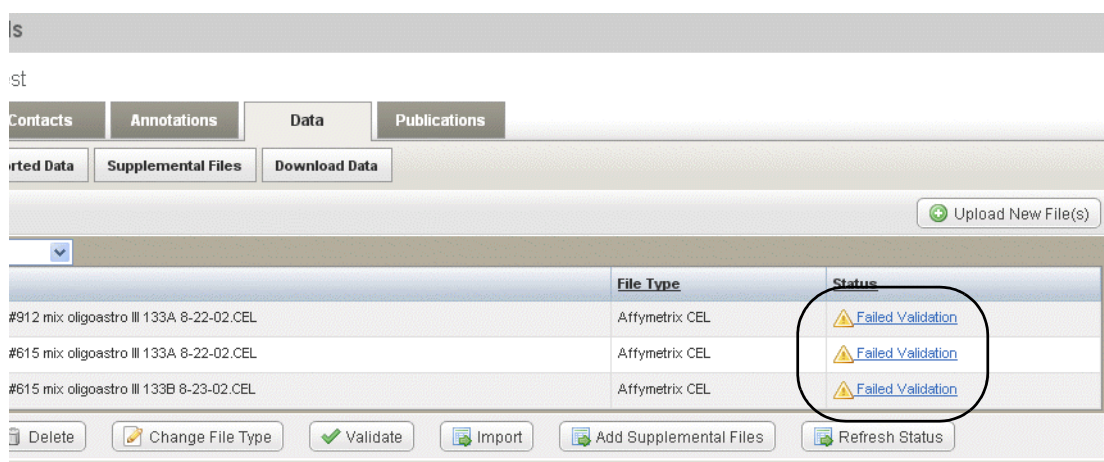 ls
st
Contacts Annotations Data Publications
rted Data Supplemental Files Download Data
Upload New File(s)
File Type Status
#912 mix oligoastro III 133A 8-22-02.CEL Affymetrix CEL Failed Validation
#615 mix oligoastro III 133A 8-22-02.CEL Affymetrix CEL Failed Validation
#615 mix oligoastro III 133B 8-23-02.CEL Affymetrix CEL Failed Validation
Delete Change File Type Validate Import Add Supplemental Files Refresh Status